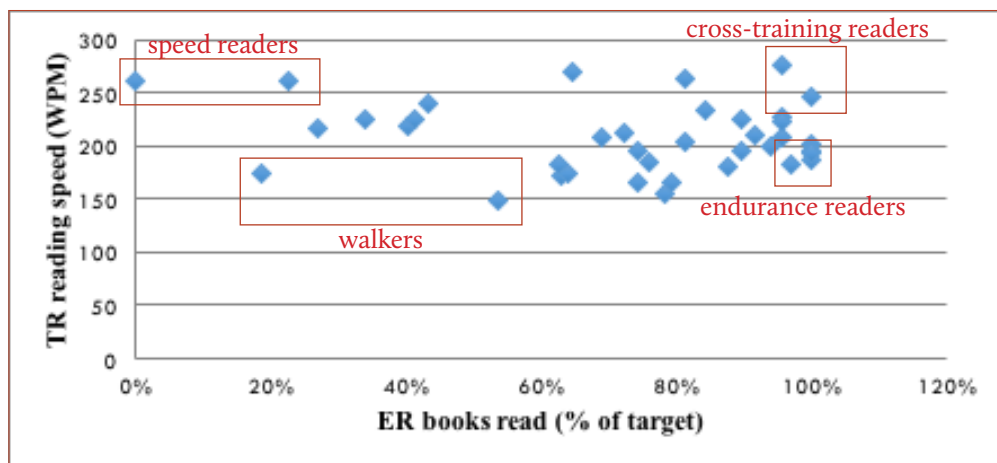 cross-training readers
300
speed readers
250
200
150
endurance readers
walkers
100
50
0
0%
20%
40%
60%
80%
100%
120%
TR reading speed (WPM)
ER books read (% of target)